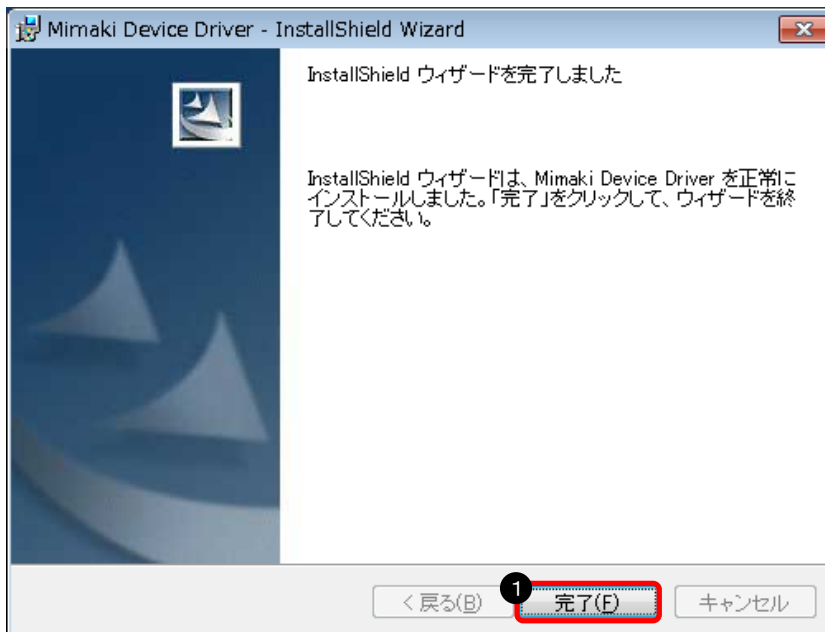 Mimaki Device Driver - InstallShield Wizard
InstallShield ウィザードを完了しました
InstallShield ウィザードは、Mimaki Device Driver を正常に
インストールしました。「完了」をクリックして、ウィザードを終
了してください。
< 戻る(B)
1
完了(F)
キャンセル